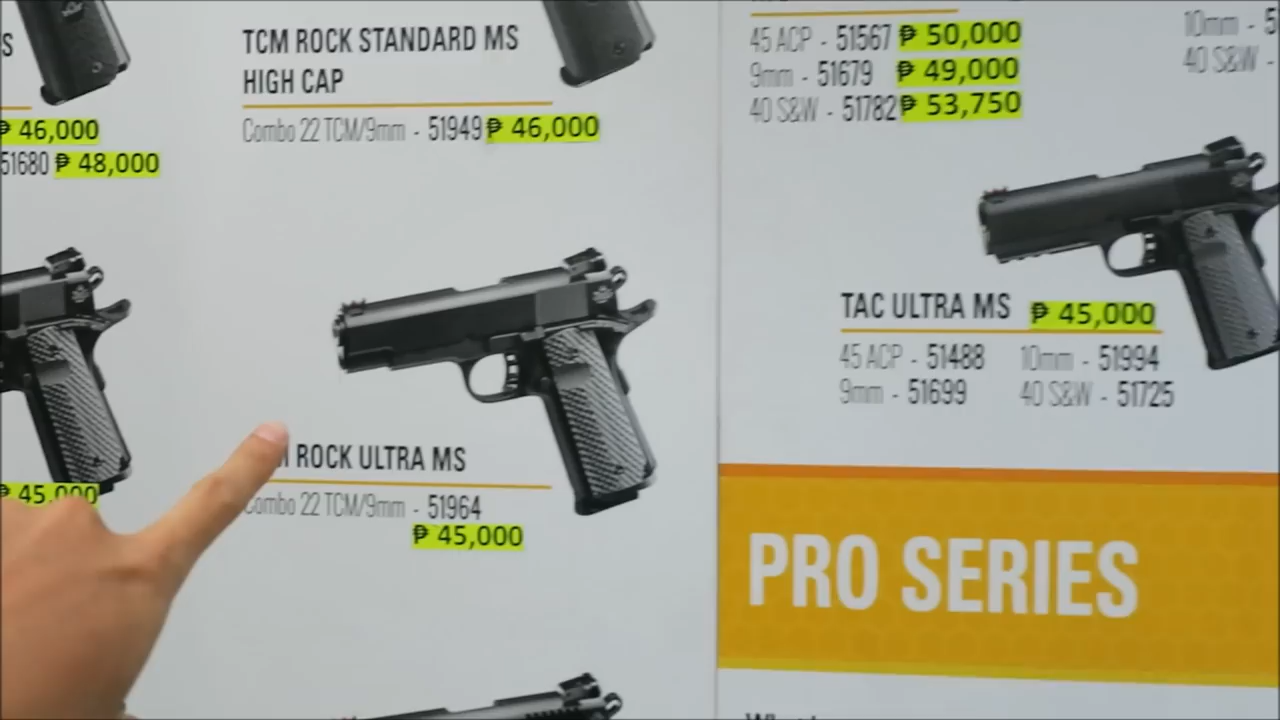 S
₱ 46,000
51680 ₱ 48,000
₱ 45,000
TCM ROCK STANDARD MS
HIGH CAP
Combo 22 TCM/9mm - 51949 ₱ 46,000
ROCK ULTRA MS
Combo 22 TCM/9mm - 51964
₱ 45,000
45 ACP - 51567 ₱ 50,000
9mm - 51679 ₱ 49,000
40 S&W - 51782 ₱ 53,750
10mm - 5
40 S&W -
TAC ULTRA MS ₱ 45,000
45 ACP - 51488 10mm - 51994
9mm - 51699 40 S&W - 51725
PRO SERIES